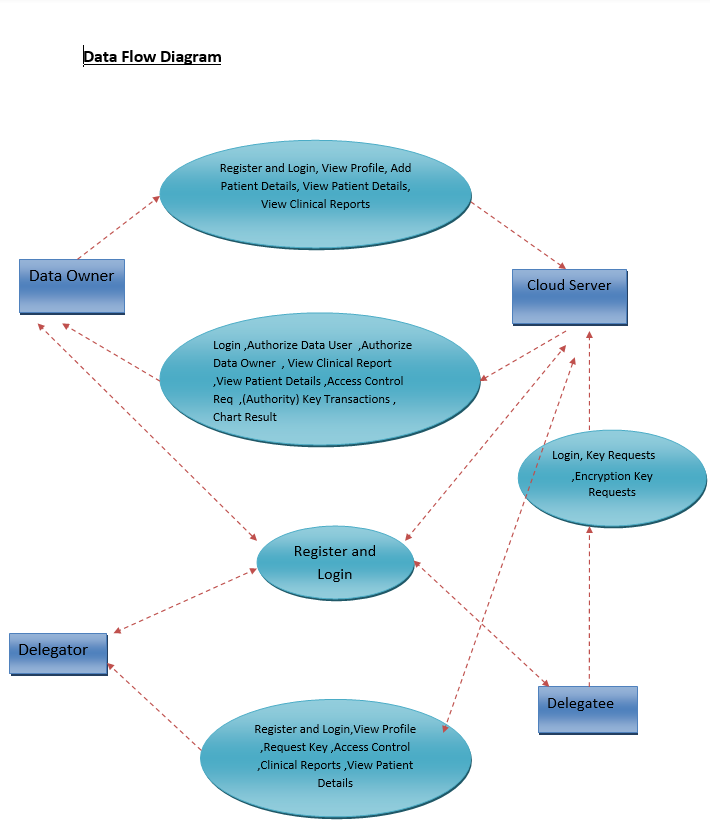 Data Flow Diagram
Register and Login, View Profile, Add
Patient Details, View Patient Details,
View Clinical Reports
Data Owner
Cloud Server
Login ,Authorize Data User ,Authorize
Data Owner , View Clinical Report
,View Patient Details ,Access Control
Req ,(Authority) Key Transactions ,
Chart Result
Login, Key Requests
,Encryption Key
Requests
Register and
Login
Delegator
Delegatee
Register and Login,View Profile
,Request Key ,Access Control
,Clinical Reports ,View Patient
Details